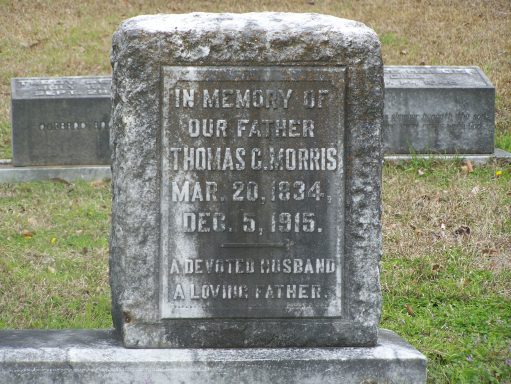 IN MEMORY OF
OUR FATHER
THOMAS C. MORRIS
MAR. 20, 1834,
DEC. 5, 1915.
A DEVOTED HUSBAND
A LOVING FATHER.